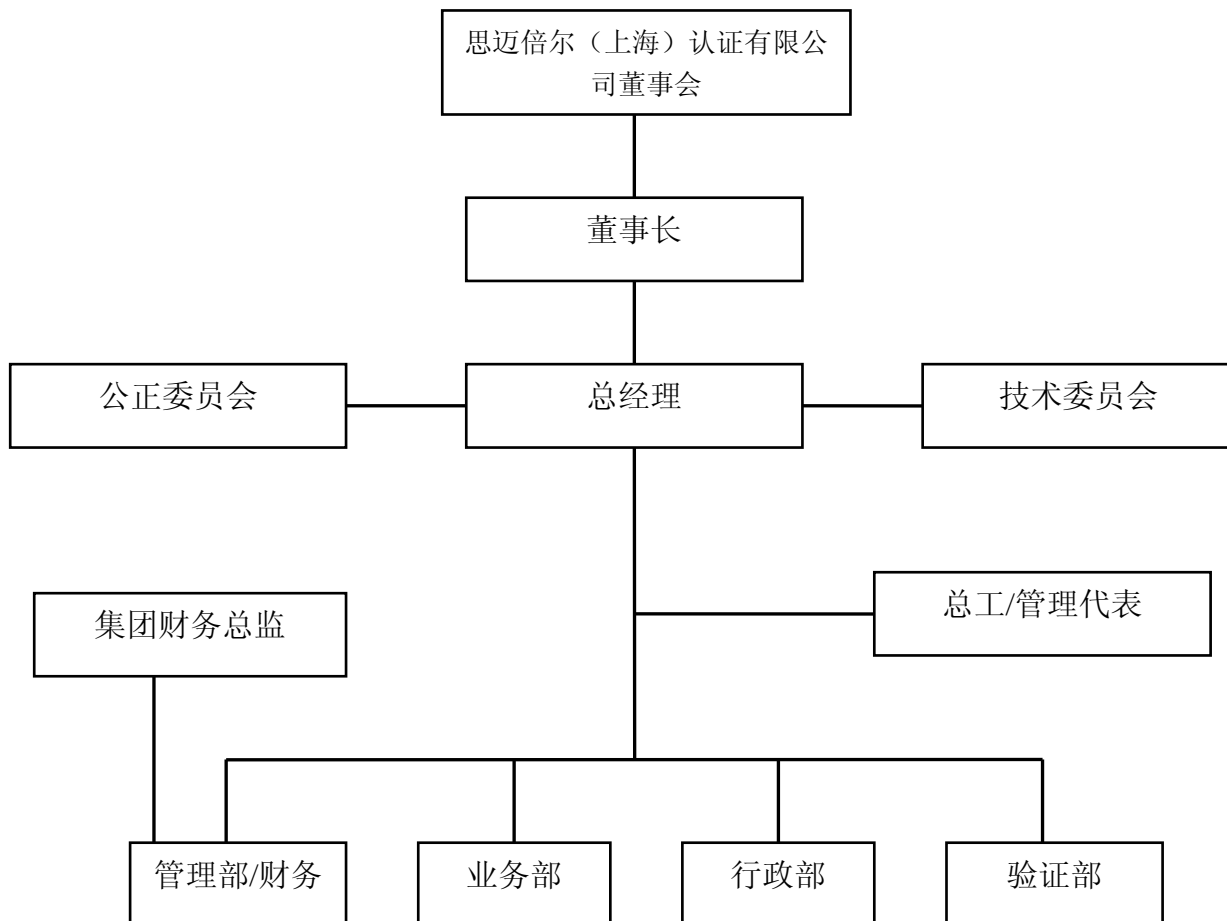 思迈倍尔（上海）认证有限公
司董事会
董事长
公正委员会
总经理
技术委员会
集团财务总监
总工/管理代表
管理部/财务
业务部
行政部
验证部